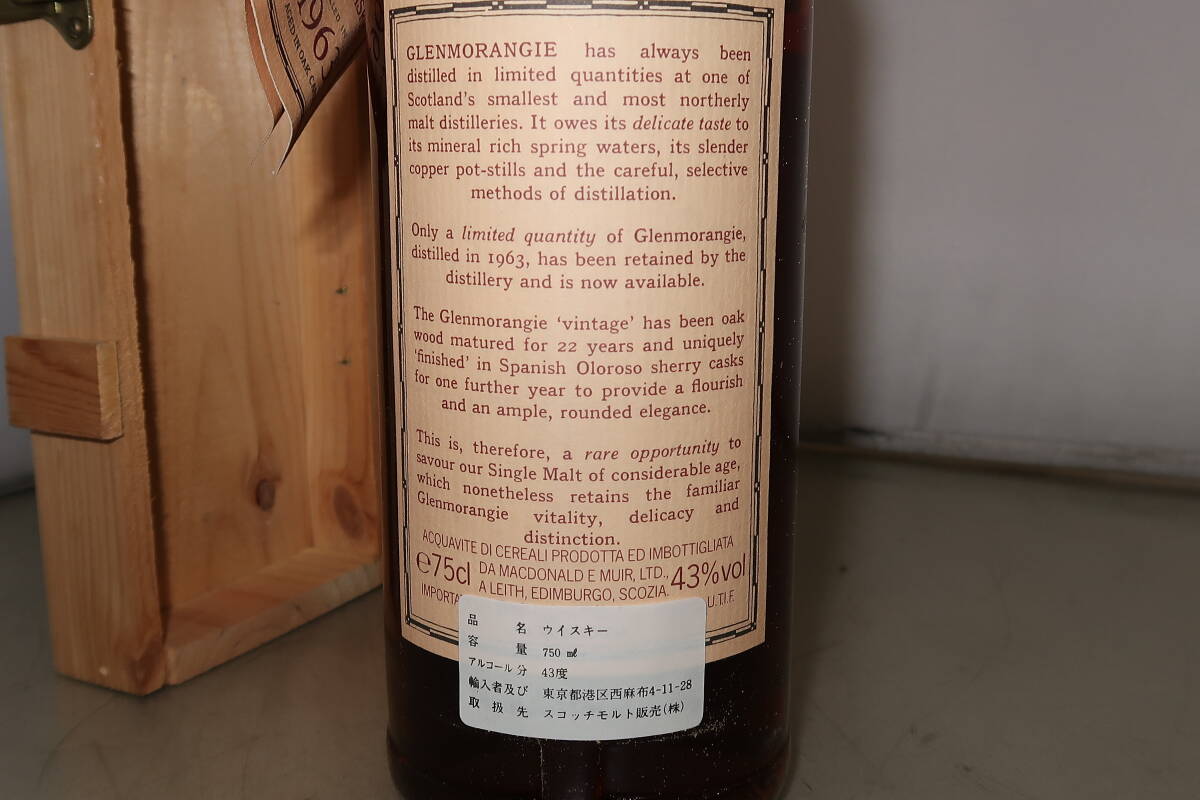 1963
AGED IN OAK
GLENMORANGIE has always been
distilled in limited quantities at one of
Scotland's smallest and most northerly
malt distilleries. It owes its delicate taste to
its mineral rich spring waters, its slender
copper pot-stills and the careful, selective
methods of distillation.
Only a limited quantity of Glenmorangie,
distilled in 1963, has been retained by the
distillery and is now available.
The Glenmorangie ‘vintage’ has been oak
wood matured for 22 years and uniquely
‘finished’ in Spanish Oloroso sherry casks
for one further year to provide a flourish
and an ample, rounded elegance.
This is, therefore, a rare opportunity to
savour our Single Malt of considerable age,
which nonetheless retains the familiar
Glenmorangie vitality, delicacy and
distinction.
ACQUAVITE DI CEREALI PRODOTTA ED IMBOTTIGLIATA
℮75cl DA MACDONALD E MUIR, LTD., 43%vol
A LEITH, EDIMBURGO, SCOZIA.
U.T.I.F.
品名 ウイスキー
容量 750 ㎖
アルコール分 43度
輸入者及び 東京都港区西麻布4-11-28
取扱先 スコッチモルト販売(株)